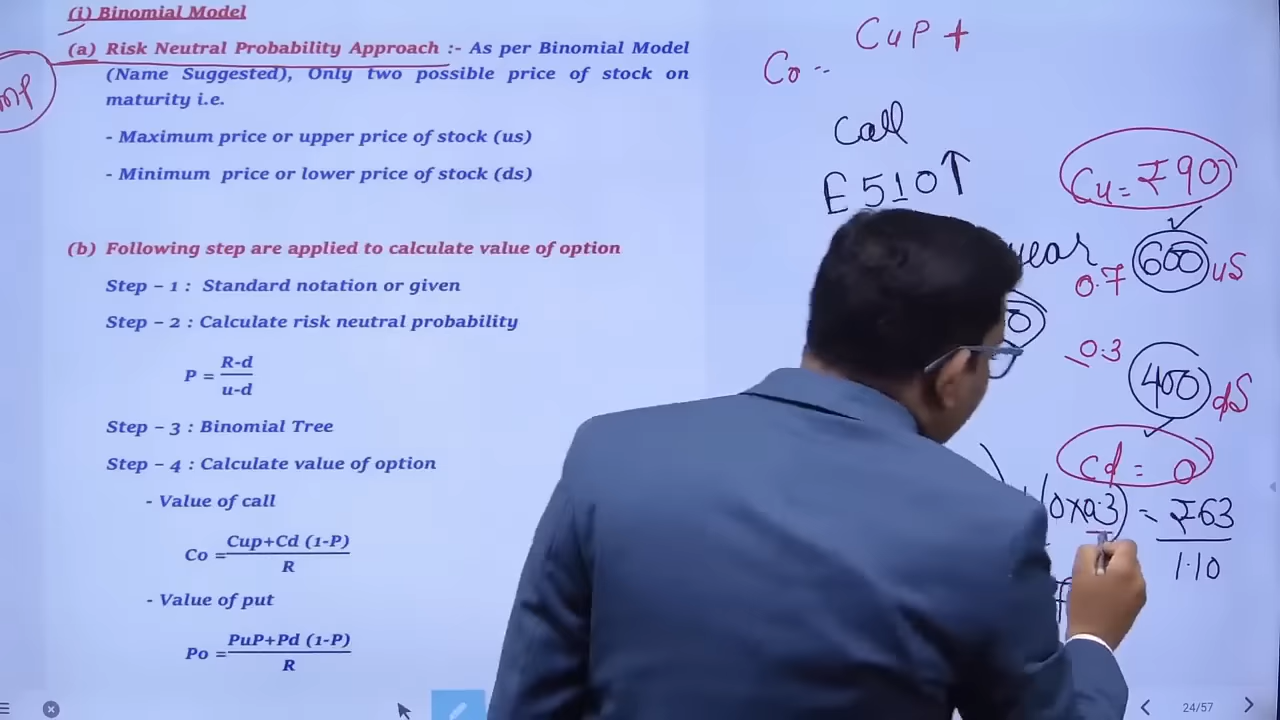 (i) Binomial Model
(a) Risk Neutral Probability Approach :- As per Binomial Model
(Name Suggested), Only two possible price of stock on
maturity i.e.
- Maximum price or upper price of stock (us)
- Minimum price or lower price of stock (ds)
(b) Following step are applied to calculate value of option
Step – 1 : Standard notation or given
Step – 2 : Calculate risk neutral probability
P = R-d
u-d
Step – 3 : Binomial Tree
Step – 4 : Calculate value of option
- Value of call
Co = Cup+Cd (1-P)
R
- Value of put
Po = PuP+Pd (1-P)
R
CuP +
Co =
Call
E 510 ↑
Cu = ₹90
year
600 us
0.7
0.3
400 ds
Cd = 0
(0x0.3) = ₹63
1.10
24/57